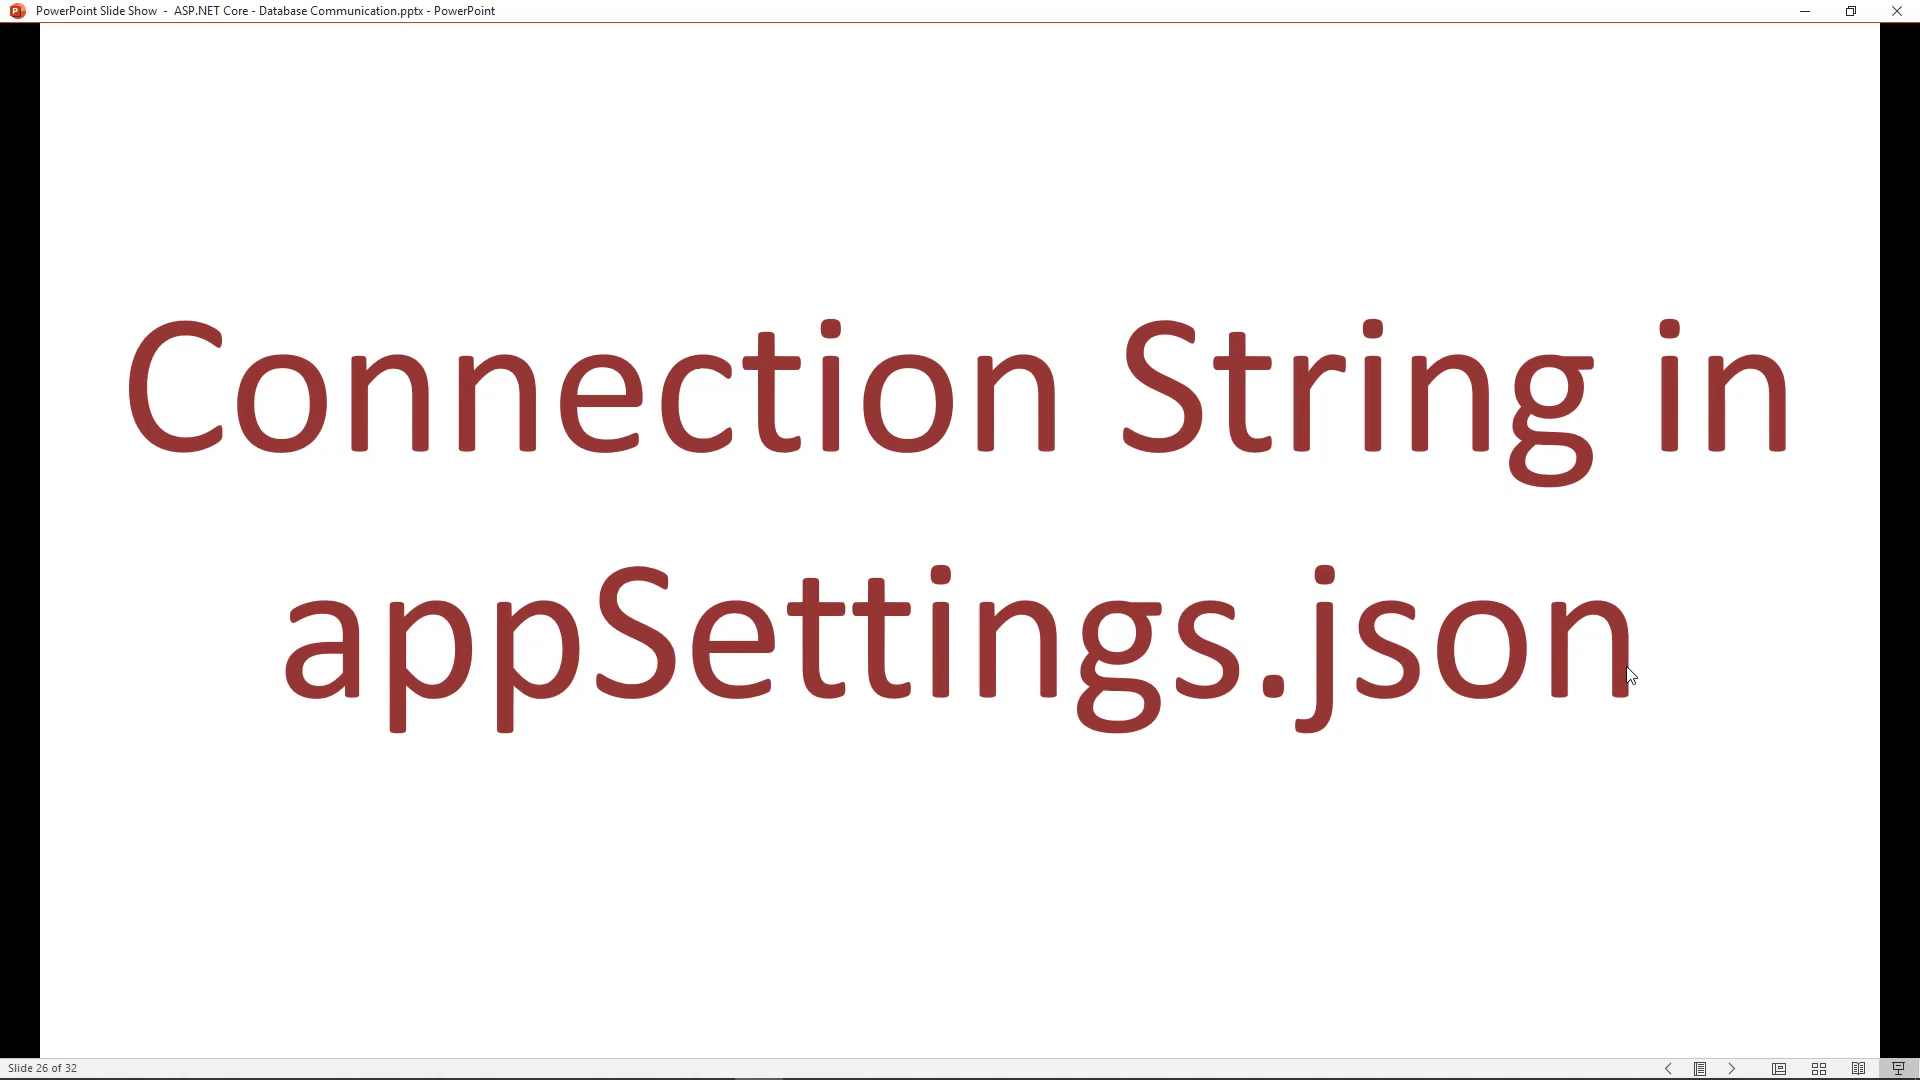 PowerPoint Slide Show - ASP.NET Core - Database Communication.pptx - PowerPoint
Connection String in
appSettings.json
Slide 26 of 32